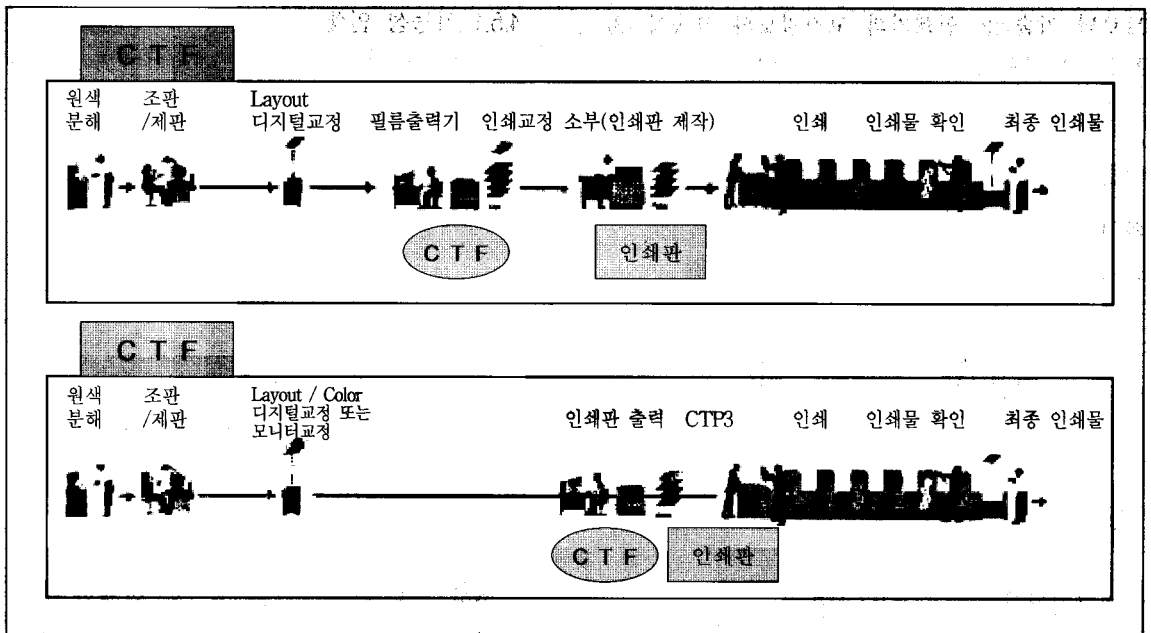 C T F
원색 조판 Layout
분해 /제판 디지털교정 필름출력기 인쇄교정 소부(인쇄판 제작) 인쇄 인쇄물 확인 최종 인쇄물
C T F 인쇄판
C T F
원색 조판 Layout / Color
분해 /제판 디지털교정 또는 모니터교정 인쇄판 출력 CTP3 인쇄 인쇄물 확인 최종 인쇄물
C T F 인쇄판